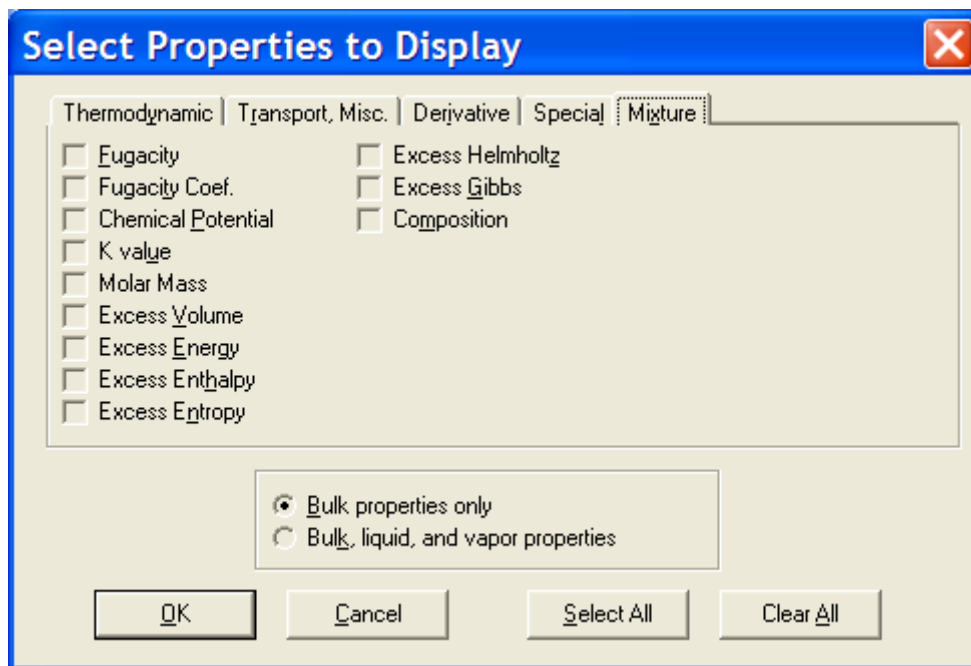 Select Properties to Display
Thermodynamic Transport, Misc. Derivative Special Mixture
Fugacity Excess Helmholtz
Fugacity Coef. Excess Gibbs
Chemical Potential Composition
K value
Molar Mass
Excess Volume
Excess Energy
Excess Enthalpy
Excess Entropy
Bulk properties only
Bulk, liquid, and vapor properties
OK Cancel Select All Clear All